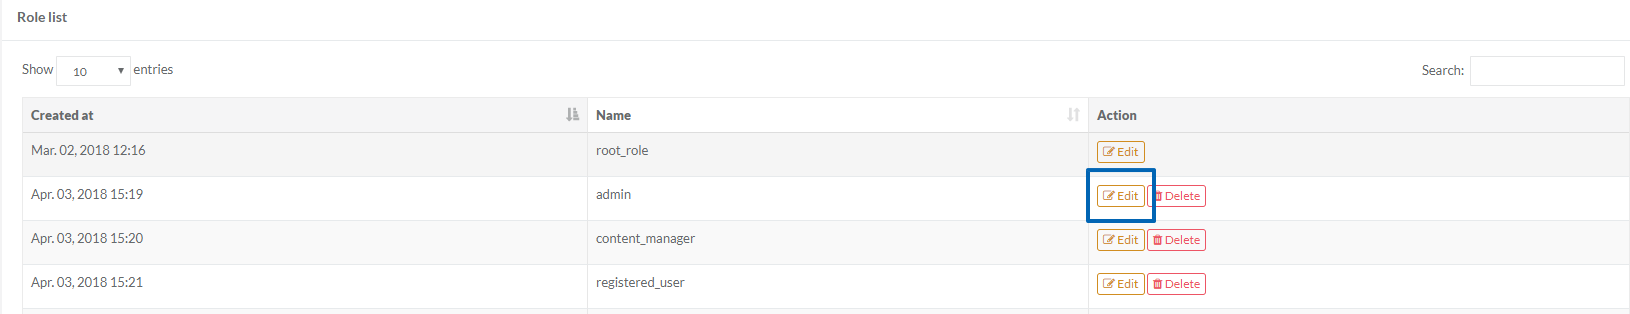 Role list
Show 10 entries Search:
Created at Name Action
Mar. 02, 2018 12:16 root_role Edit
Apr. 03, 2018 15:19 admin Edit Delete
Apr. 03, 2018 15:20 content_manager Edit Delete
Apr. 03, 2018 15:21 registered_user Edit Delete